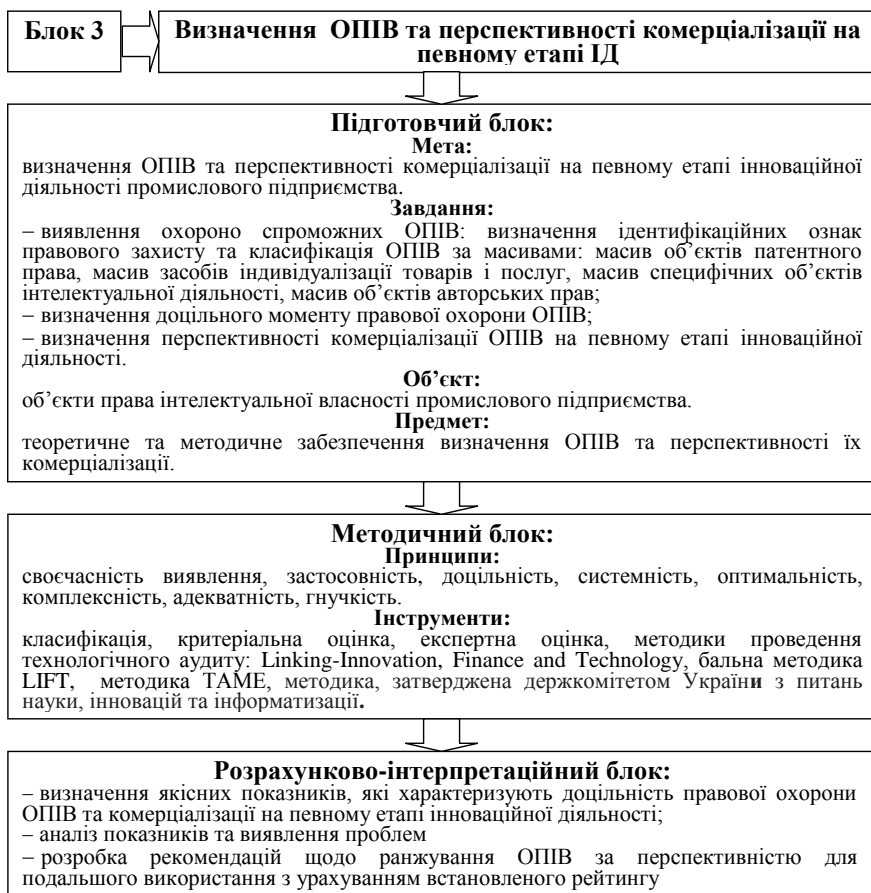 Блок 3
Визначення ОПІВ та перспективності комерціалізації на
певному етапі ІД
Підготовчий блок:
Мета:
визначення ОПІВ та перспективності комерціалізації на певному етапі інноваційної
діяльності промислового підприємства.
Завдання:
– виявлення охороно спроможних ОПІВ: визначення ідентифікаційних ознак
правового захисту та класифікація ОПІВ за масивами: масив об’єктів патентного
права, масив засобів індивідуалізації товарів і послуг, масив специфічних об’єктів
інтелектуальної діяльності, масив об’єктів авторських прав;
– визначення доцільного моменту правової охорони ОПІВ;
– визначення перспективності комерціалізації ОПІВ на певному етапі інноваційної
діяльності.
Об’єкт:
об’єкти права інтелектуальної власності промислового підприємства.
Предмет:
теоретичне та методичне забезпечення визначення ОПІВ та перспективності їх
комерціалізації.
Методичний блок:
Принципи:
своєчасність виявлення, застосовність, доцільність, системність, оптимальність,
комплексність, адекватність, гнучкість.
Інструменти:
класифікація, критеріальна оцінка, експертна оцінка, методики проведення
технологічного аудиту: Linking-Innovation, Finance and Technology, бальна методика
LIFT, методика TAME, методика, затверджена держкомітетом України з питань
науки, інновацій та інформатизації.
Розрахунково-інтерпретаційний блок:
– визначення якісних показників, які характеризують доцільність правової охорони
ОПІВ та комерціалізації на певному етапі інноваційної діяльності;
– аналіз показників та виявлення проблем
– розробка рекомендацій щодо ранжування ОПІВ за перспективністю для
подальшого використання з урахуванням встановленого рейтингу